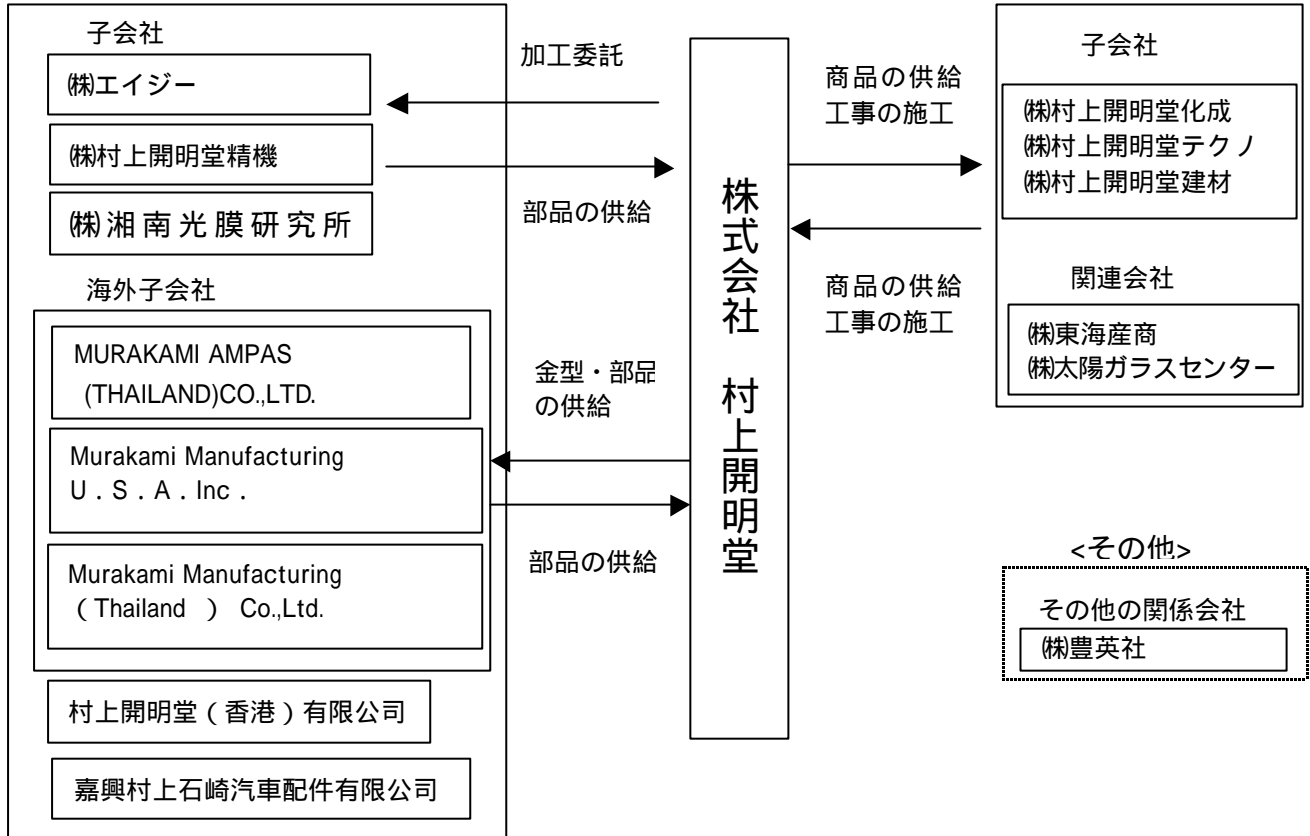 子会社
㈱エイジー
㈱村上開明堂精機
㈱湘南光膜研究所
海外子会社
MURAKAMI AMPAS
(THAILAND)CO.,LTD.
Murakami Manufacturing
U．S．A．Inc．
Murakami Manufacturing
（Thailand ） Co.,Ltd.
村上開明堂（香港）有限公司
嘉興村上石崎汽車配件有限公司
加工委託
部品の供給
金型・部品
の供給
部品の供給
株式会社 村上開明堂
商品の供給
工事の施工
商品の供給
工事の施工
子会社
㈱村上開明堂化成
㈱村上開明堂テクノ
㈱村上開明堂建材
関連会社
㈱東海産商
㈱太陽ガラスセンター
<その他>
その他の関係会社
㈱豊英社